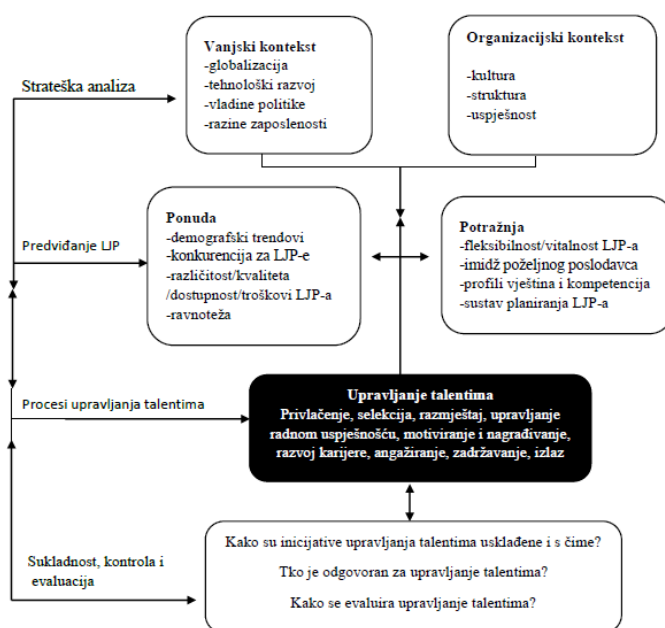 Strateška analiza
Vanjski kontekst
-globalizacija
-tehnološki razvoj
-vladine politike
-razine zaposlenosti
Organizacijski kontekst
-kultura
-struktura
-uspješnost
Predviđanje LJP
Ponuda
-demografski trendovi
-konkurencija za LJP-e
-različitost/kvaliteta
/dostupnost/troškovi LJP-a
-ravnoteža
Potražnja
-fleksibilnost/vitalnost LJP-a
-imidž poželjnog poslodavca
-profili vještina i kompetencija
-sustav planiranja LJP-a
Procesi upravljanja talentima
Upravljanje talentima
Privlačenje, selekcija, razmještaj, upravljanje
radnom uspješnošću, motiviranje i nagrađivanje,
razvoj karijere, angažiranje, zadržavanje, izlaz
Sukladnost, kontrola i
evaluacija
Kako su inicijative upravljanja talentima usklađene i s čime?
Tko je odgovoran za upravljanje talentima?
Kako se evaluira upravljanje talentima?